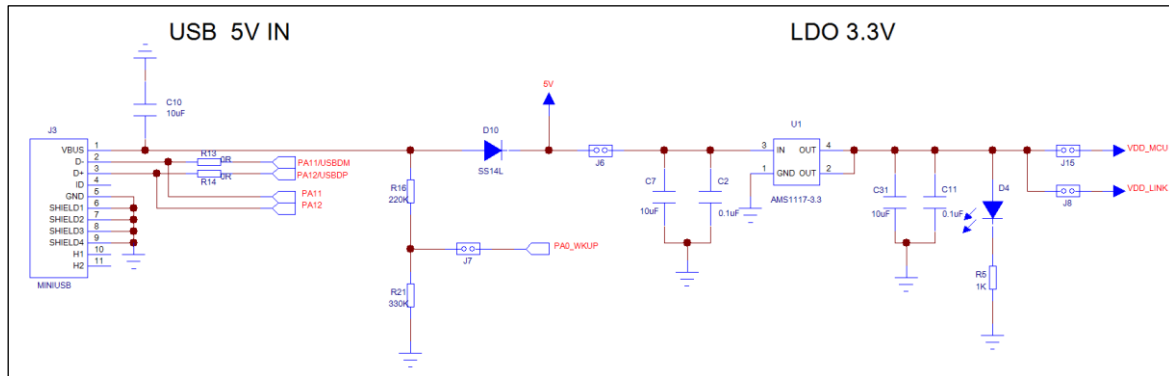 USB 5V IN
LDO 3.3V
C10
10uF
J3
VBUS 1
D- 2
D+ 3
ID 4
GND 5
SHIELD1 6
SHIELD2 7
SHIELD3 8
SHIELD4 9
H1 10
H2 11
MINIUSB
R13 0R
R14 0R
PA11/USBDM
PA12/USBDP
PA11
PA12
R16
220K
R21
330K
J7
PA0_WKUP
D10
SS14L
5V
J6
C7
10uF
C2
0.1uF
U1
3 IN OUT 4
1 GND OUT 2
AMS1117-3.3
C31
10uF
C11
0.1uF
D4
R5
1K
J15
VDD_MCU
J8
VDD_LINK